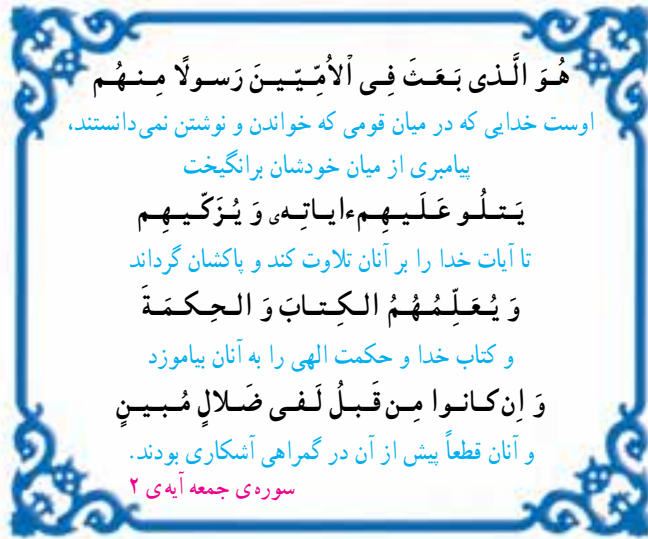 هُوَ الَّذی بَعَثَ فِی اْلاُمِّیّینَ رَسولًا مِنهُم
اوست خدایی که در میان قومی که خواندن و نوشتن نمی‌دانستند،
پیامبری از میان خودشان برانگیخت
یَتلُو عَلَیهِم ءایاتِهی وَ یُزَکّیهِم
تا آیات خدا را بر آنان تلاوت کند و پاکشان گرداند
وَ یُعَلِّمُهُمُ الکِتابَ وَ الحِکمَةَ
و کتاب خدا و حکمت الهی را به آنان بیاموزد
وَ اِن کانوا مِن قَبلُ لَفی ضَلالٍ مُبینٍ
و آنان قطعاً پیش از آن در گمراهی آشکاری بودند.
سوره‌ی جمعه آیه‌ی ۲